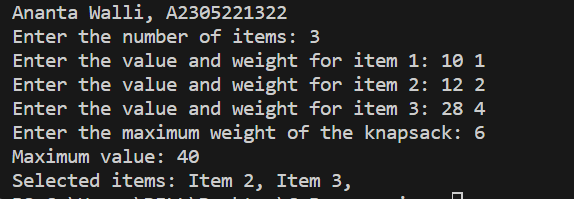 Ananta Walli, A2305221322
Enter the number of items: 3
Enter the value and weight for item 1: 10 1
Enter the value and weight for item 2: 12 2
Enter the value and weight for item 3: 28 4
Enter the maximum weight of the knapsack: 6
Maximum value: 40
Selected items: Item 2, Item 3,